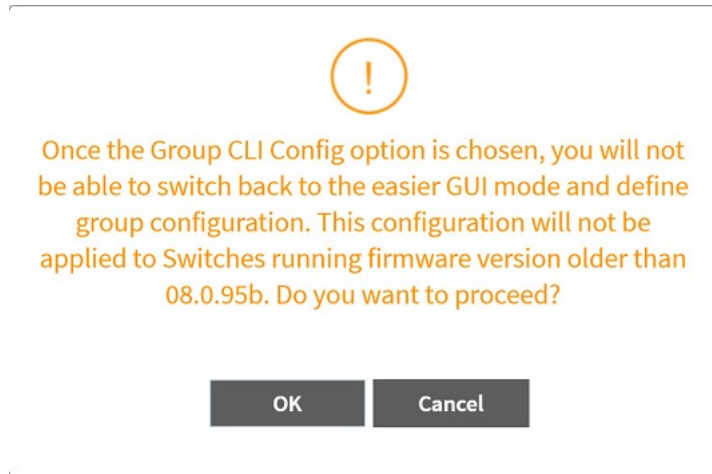 !
Once the Group CLI Config option is chosen, you will not
be able to switch back to the easier GUI mode and define
group configuration. This configuration will not be
applied to Switches running firmware version older than
08.0.95b. Do you want to proceed?
OK Cancel